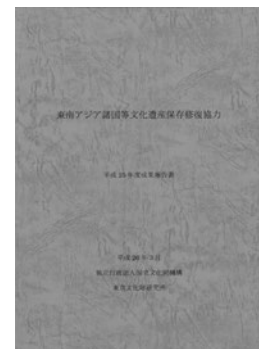 東南アジア諸国等文化遺産保存修復協力
平成25年度成果報告書
平成26年3月
独立行政法人国立文化財機構
東京文化財研究所